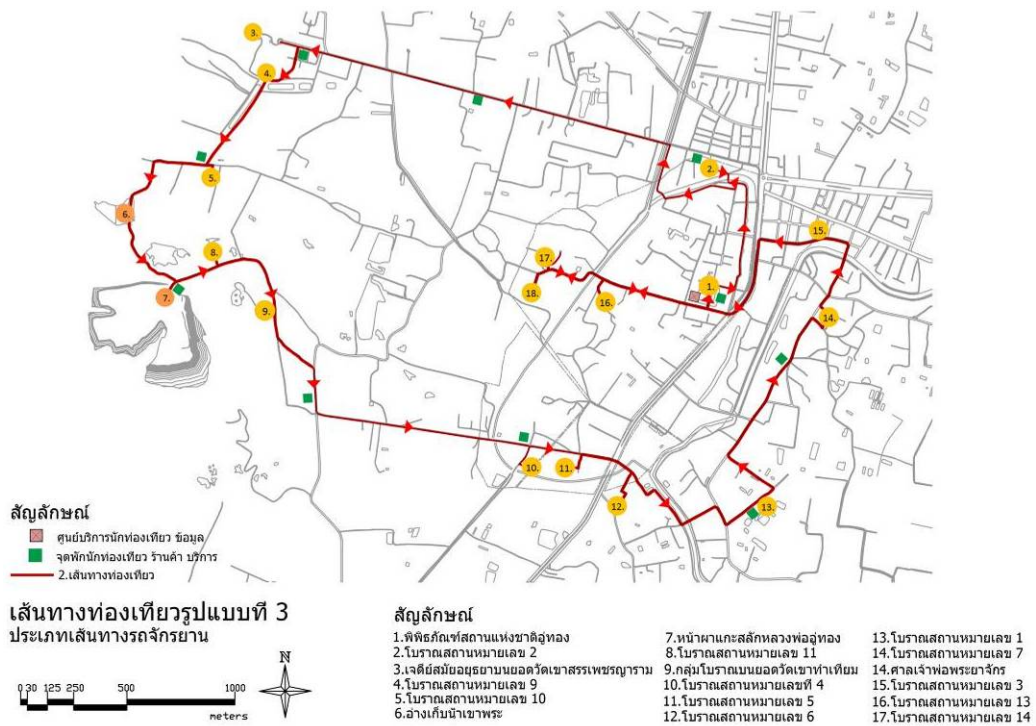 3.
4.
2.
5.
6.
15.
8.
17.
7.
18.
1.
9.
16.
14.
10.
11.
12.
13.
สัญลักษณ์
ศูนย์บริการนักท่องเที่ยว ข้อมูล
จุดพักนักท่องเที่ยว ร้านค้า บริการ
2.เส้นทางท่องเที่ยว
เส้นทางท่องเที่ยวรูปแบบที่ 3
ประเภทเส้นทางรถจักรยาน
N
0 30 125 250 500 1000
meters
สัญลักษณ์
1.พิพิธภัณฑ์สถานแห่งชาติอู่ทอง
2.โบราณสถานหมายเลข 2
3.เจดีย์สมัยอยุธยาบนยอดวัดเขาสรรเพชรญาราม
4.โบราณสถานหมายเลข 9
5.โบราณสถานหมายเลข 10
6.อ่างเก็บน้ำเขาพระ
7.หน้าผาแกะสลักหลวงพ่ออู่ทอง
8.โบราณสถานหมายเลข 11
9.กลุ่มโบราณบนยอดวัดเขาทำเทียม
10.โบราณสถานหมายเลขที่ 4
11.โบราณสถานหมายเลข 5
12.โบราณสถานหมายเลข 6
13.โบราณสถานหมายเลข 1
14.โบราณสถานหมายเลข 7
14.ศาลเจ้าพ่อพระยาจักร
15.โบราณสถานหมายเลข 3
16.โบราณสถานหมายเลข 13
17.โบราณสถานหมายเลข 14